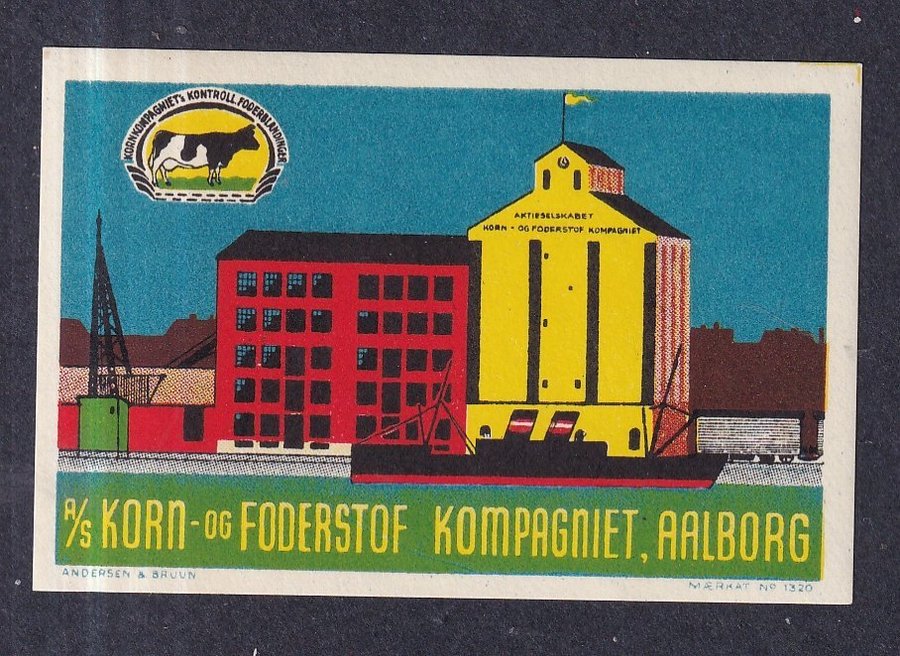 KORNKOMPAGNIET'S KONTROLL. FODERBLANDINGER
AKTIESELSKABET
KORN - OG FODERSTOF KOMPAGNIET
A/S KORN - OG FODERSTOF KOMPAGNIET, AALBORG
ANDERSEN & BRUUN
MÆRKAT Nº 1320